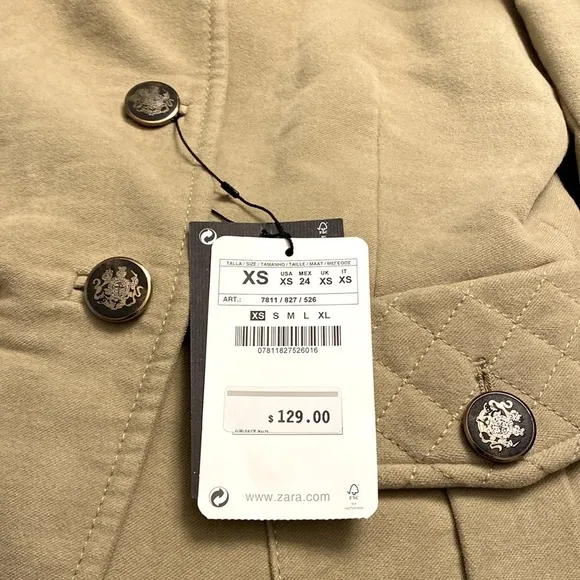 TALLA / SIZE / TAMANHO / TAILLE / MAAT / ΜΕΓΕΘΟΣ
XS USA XS MEX 24 UK XS IT XS
ART.: 7811 / 827 / 526
XS S M L XL
07811827526016
$ 129.00
www.zara.com
FSC